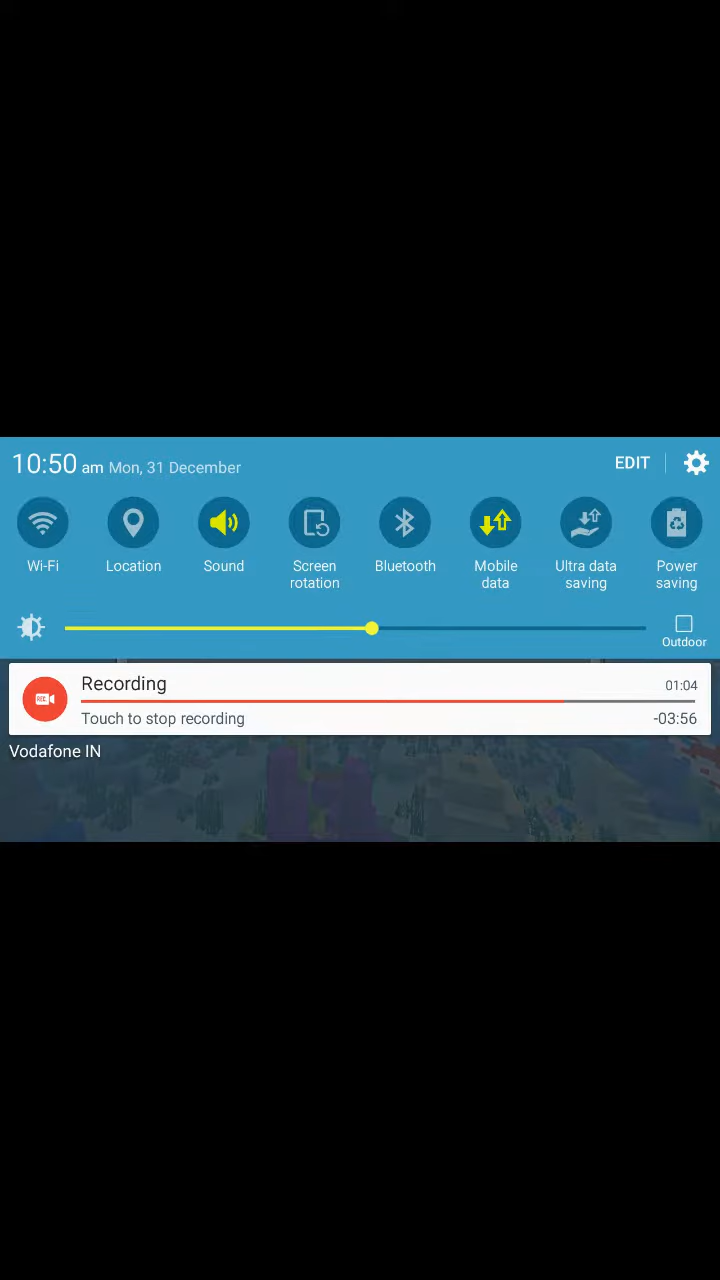 10:50 am Mon, 31 December
EDIT
Wi-Fi
Location
Sound
Screen
rotation
Bluetooth
Mobile
data
Ultra data
saving
Power
saving
Outdoor
REC
Recording
01:04
Touch to stop recording
-03:56
Vodafone IN